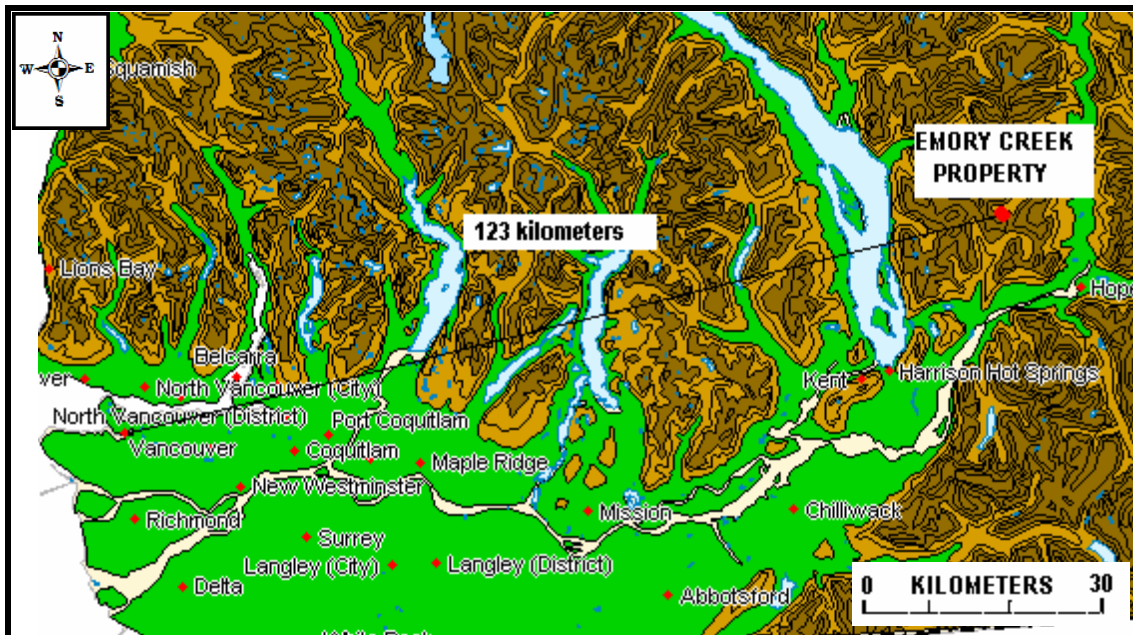 N
W E
S
Squamish
EMORY CREEK
PROPERTY
123 kilometers
Lions Bay
Hope
Belcarra
ver
North Vancouver (City)
Kent
Harrison Hot Springs
North Vancouver (District)
Port Coquitlam
Vancouver
Coquitlam
Maple Ridge
New Westminster
Richmond
Mission
Chilliwack
Surrey
Langley (City)
Langley (District)
Delta
Abbotsford
0 KILOMETERS 30